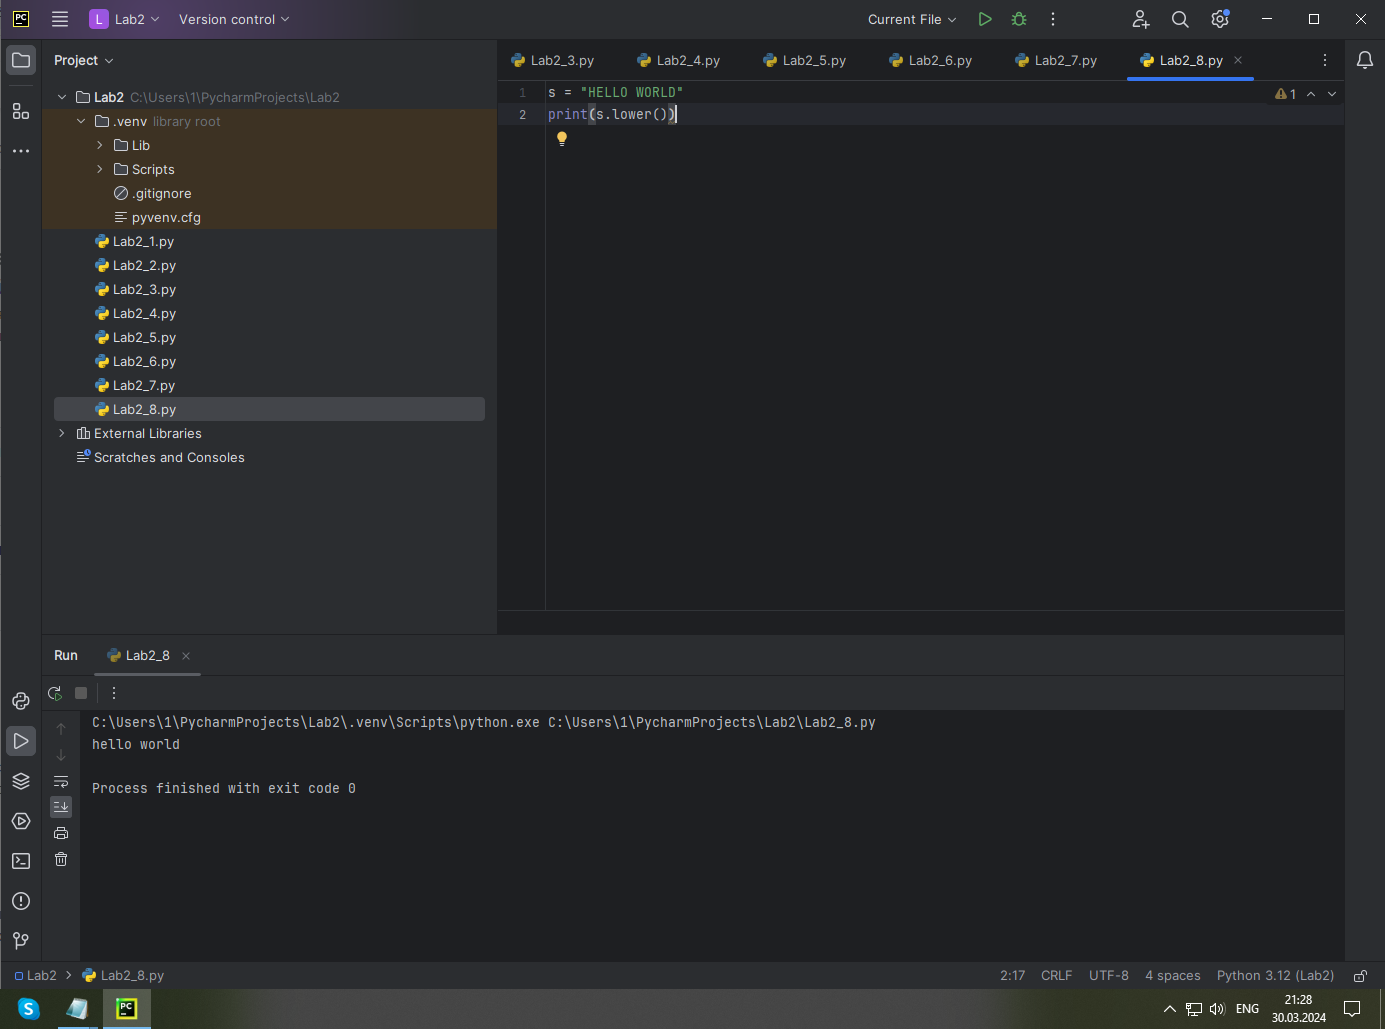 PC L Lab2 Version control Current File
Project
Lab2_3.py Lab2_4.py Lab2_5.py Lab2_6.py Lab2_7.py Lab2_8.py
Lab2 C:\Users\1\PycharmProjects\Lab2
.venv library root
Lib
Scripts
.gitignore
pyvenv.cfg
Lab2_1.py
Lab2_2.py
Lab2_3.py
Lab2_4.py
Lab2_5.py
Lab2_6.py
Lab2_7.py
Lab2_8.py
External Libraries
Scratches and Consoles
1 s = "HELLO WORLD" 1
2 print(s.lower())
Run Lab2_8
C:\Users\1\PycharmProjects\Lab2\.venv\Scripts\python.exe C:\Users\1\PycharmProjects\Lab2\Lab2_8.py
hello world
Process finished with exit code 0
Lab2 Lab2_8.py 2:17 CRLF UTF-8 4 spaces Python 3.12 (Lab2)
S PC ENG 21:28
30.03.2024